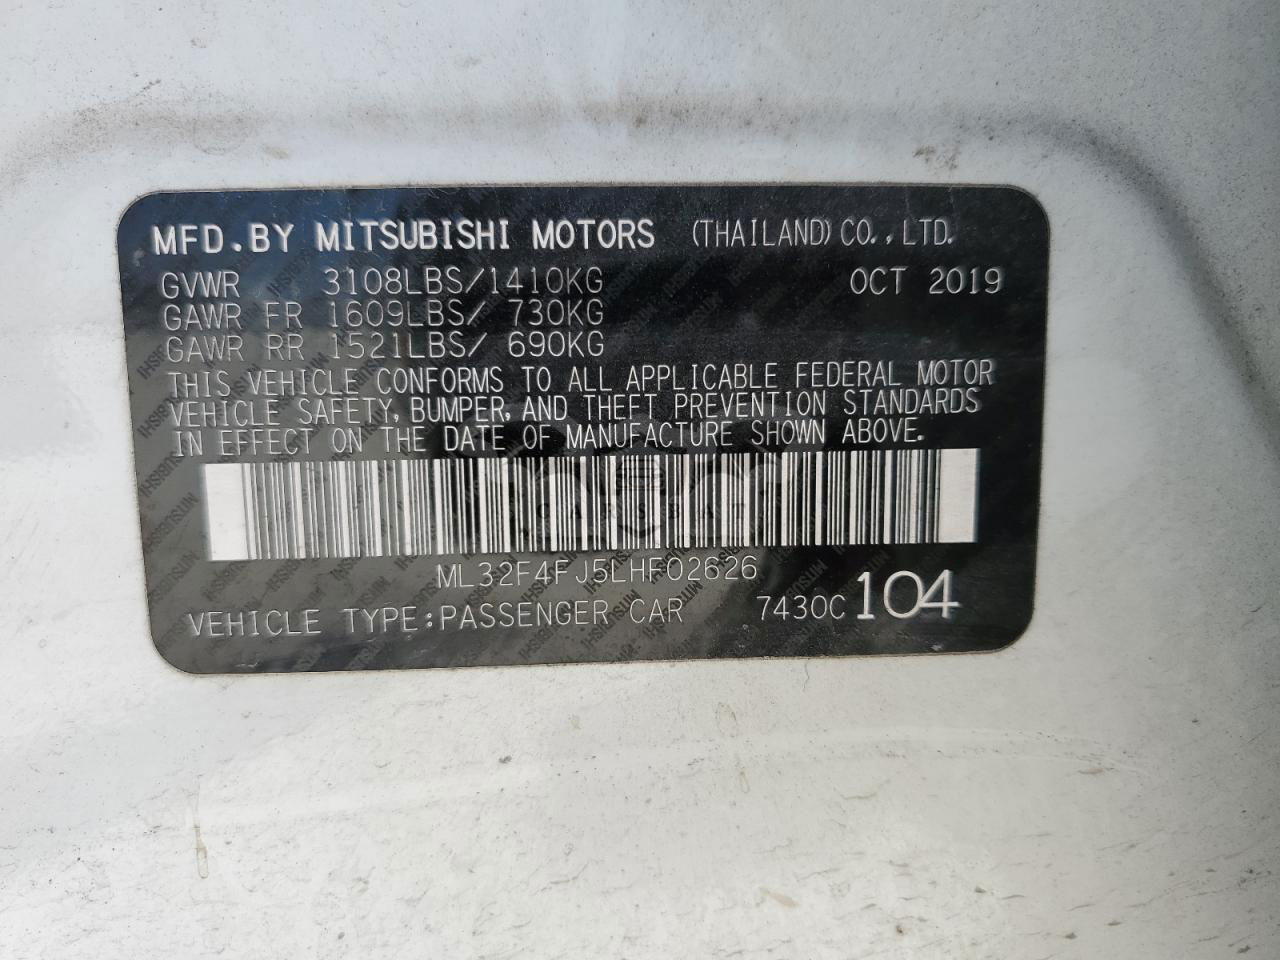 MFD.BY MITSUBISHI MOTORS (THAILAND) CO.,LTD.
GVWR 3108LBS/1410KG OCT 2019
GAWR FR 1609LBS/ 730KG
GAWR RR 1521LBS/ 690KG
THIS VEHICLE CONFORMS TO ALL APPLICABLE FEDERAL MOTOR
VEHICLE SAFETY, BUMPER, AND THEFT PREVENTION STANDARDS
IN EFFECT ON THE DATE OF MANUFACTURE SHOWN ABOVE.
ML32F4FJ5LHF02626
VEHICLE TYPE:PASSENGER CAR 7430C 104